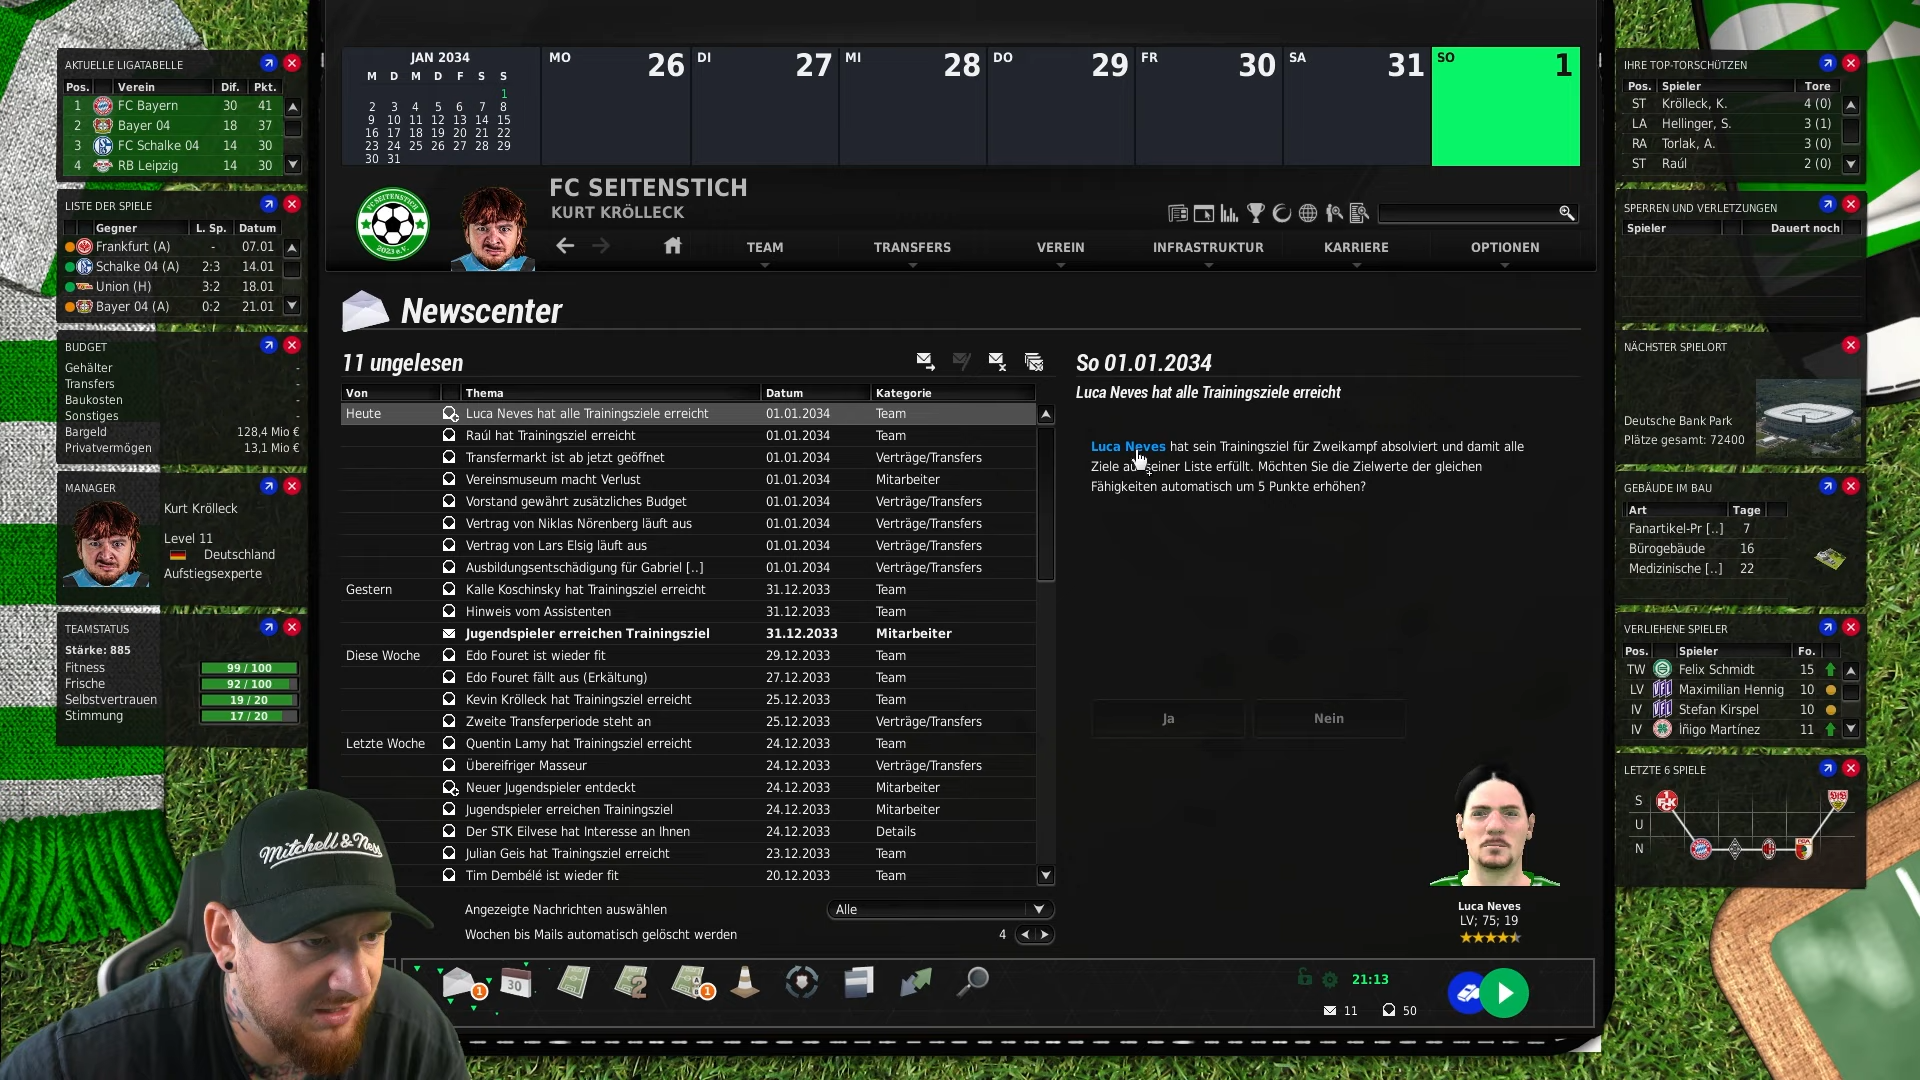 AKTUELLE LIGATABELLE
Pos. Verein Dif. Pkt.
1 FC Bayern 30 41
2 Bayer 04 18 37
3 FC Schalke 04 14 30
4 RB Leipzig 14 30
LISTE DER SPIELE
Gegner L. Sp. Datum
Frankfurt (A) - 07.01
Schalke 04 (A) 2:3 14.01
Union (H) 3:2 18.01
Bayer 04 (A) 0:2 21.01
BUDGET
Gehälter -
Transfers -
Baukosten -
Sonstiges -
Bargeld 128,4 Mio €
Privatvermögen 13,1 Mio €
MANAGER
Kurt Krölleck
Level 11
Deutschland
Aufstiegsexperte
TEAMSTATUS
Stärke: 885
Fitness 99 / 100
Frische 92 / 100
Selbstvertrauen 19 / 20
Stimmung 17 / 20
JAN 2034
M D M D F S S
1
2 3 4 5 6 7 8
9 10 11 12 13 14 15
16 17 18 19 20 21 22
23 24 25 26 27 28 29
30 31
MO 26 DI 27 MI 28 DO 29 FR 30 SA 31 SO 1
FC SEITENSTICH
2023 e.V.
FC SEITENSTICH
KURT KRÖLLECK
TEAM TRANSFERS VEREIN INFRASTRUKTUR KARRIERE OPTIONEN
Newscenter
11 ungelesen
Von Thema Datum Kategorie
Heute Luca Neves hat alle Trainingsziele erreicht 01.01.2034 Team
Raúl hat Trainingsziel erreicht 01.01.2034 Team
Transfermarkt ist ab jetzt geöffnet 01.01.2034 Verträge/Transfers
Vereinsmuseum macht Verlust 01.01.2034 Mitarbeiter
Vorstand gewährt zusätzliches Budget 01.01.2034 Verträge/Transfers
Vertrag von Niklas Nörenberg läuft aus 01.01.2034 Verträge/Transfers
Vertrag von Lars Elsig läuft aus 01.01.2034 Verträge/Transfers
Ausbildungsentschädigung für Gabriel [..] 01.01.2034 Verträge/Transfers
Gestern Kalle Koschinsky hat Trainingsziel erreicht 31.12.2033 Team
Hinweis vom Assistenten 31.12.2033 Team
Jugendspieler erreichen Trainingsziel 31.12.2033 Mitarbeiter
Diese Woche Edo Fouret ist wieder fit 29.12.2033 Team
Edo Fouret fällt aus (Erkältung) 27.12.2033 Team
Kevin Krölleck hat Trainingsziel erreicht 25.12.2033 Team
Zweite Transferperiode steht an 25.12.2033 Verträge/Transfers
Letzte Woche Quentin Lamy hat Trainingsziel erreicht 24.12.2033 Team
Übereifriger Masseur 24.12.2033 Verträge/Transfers
Neuer Jugendspieler entdeckt 24.12.2033 Mitarbeiter
Jugendspieler erreichen Trainingsziel 24.12.2033 Mitarbeiter
Der STK Eilvese hat Interesse an Ihnen 24.12.2033 Details
Julian Geis hat Trainingsziel erreicht 23.12.2033 Team
Tim Dembélé ist wieder fit 20.12.2033 Team
Angezeigte Nachrichten auswählen Alle
Wochen bis Mails automatisch gelöscht werden 4
So 01.01.2034
Luca Neves hat alle Trainingsziele erreicht
Luca Neves hat sein Trainingsziel für Zweikampf absolviert und damit alle
Ziele auf seiner Liste erfüllt. Möchten Sie die Zielwerte der gleichen
Fähigkeiten automatisch um 5 Punkte erhöhen?
Ja Nein
Luca Neves
LV; 75; 19
1 30 2 1
21:13
11 50
IHRE TOP-TORSCHÜTZEN
Pos. Spieler Tore
ST Krölleck, K. 4 (0)
LA Hellinger, S. 3 (1)
RA Torlak, A. 3 (0)
ST Raúl 2 (0)
SPERREN UND VERLETZUNGEN
Spieler Dauert noch
NÄCHSTER SPIELORT
Deutsche Bank Park
Plätze gesamt: 72400
GEBÄUDE IM BAU
Art Tage
Fanartikel-Pr [..] 7
Bürogebäude 16
Medizinische [..] 22
VERLIEHENE SPIELER
Pos. Spieler Fo.
TW Felix Schmidt 15
LV Maximilian Hennig 10
IV Stefan Kirspel 10
IV Íñigo Martínez 11
LETZTE 6 SPIELE
S
U
N
Mitchell & Ness